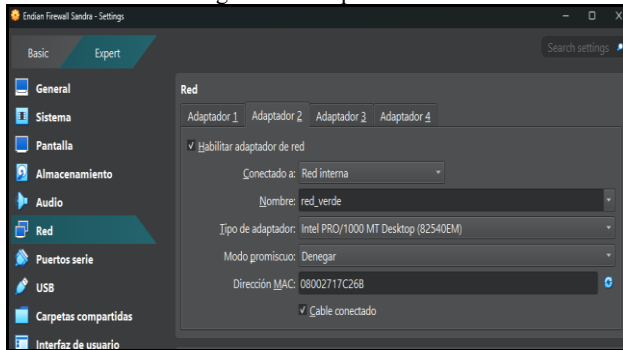 Endian Firewall Sandra - Settings
Basic Expert
Search settings
General
Sistema
Pantalla
Almacenamiento
Audio
Red
Puertos serie
USB
Carpetas compartidas
Interfaz de usuario
Red
Adaptador 1 Adaptador 2 Adaptador 3 Adaptador 4
Habilitar adaptador de red
Conectado a: Red interna
Nombre: red_verde
Tipo de adaptador: Intel PRO/1000 MT Desktop (82540EM)
Modo promiscuo: Denegar
Dirección MAC: 08002717C26B
Cable conectado